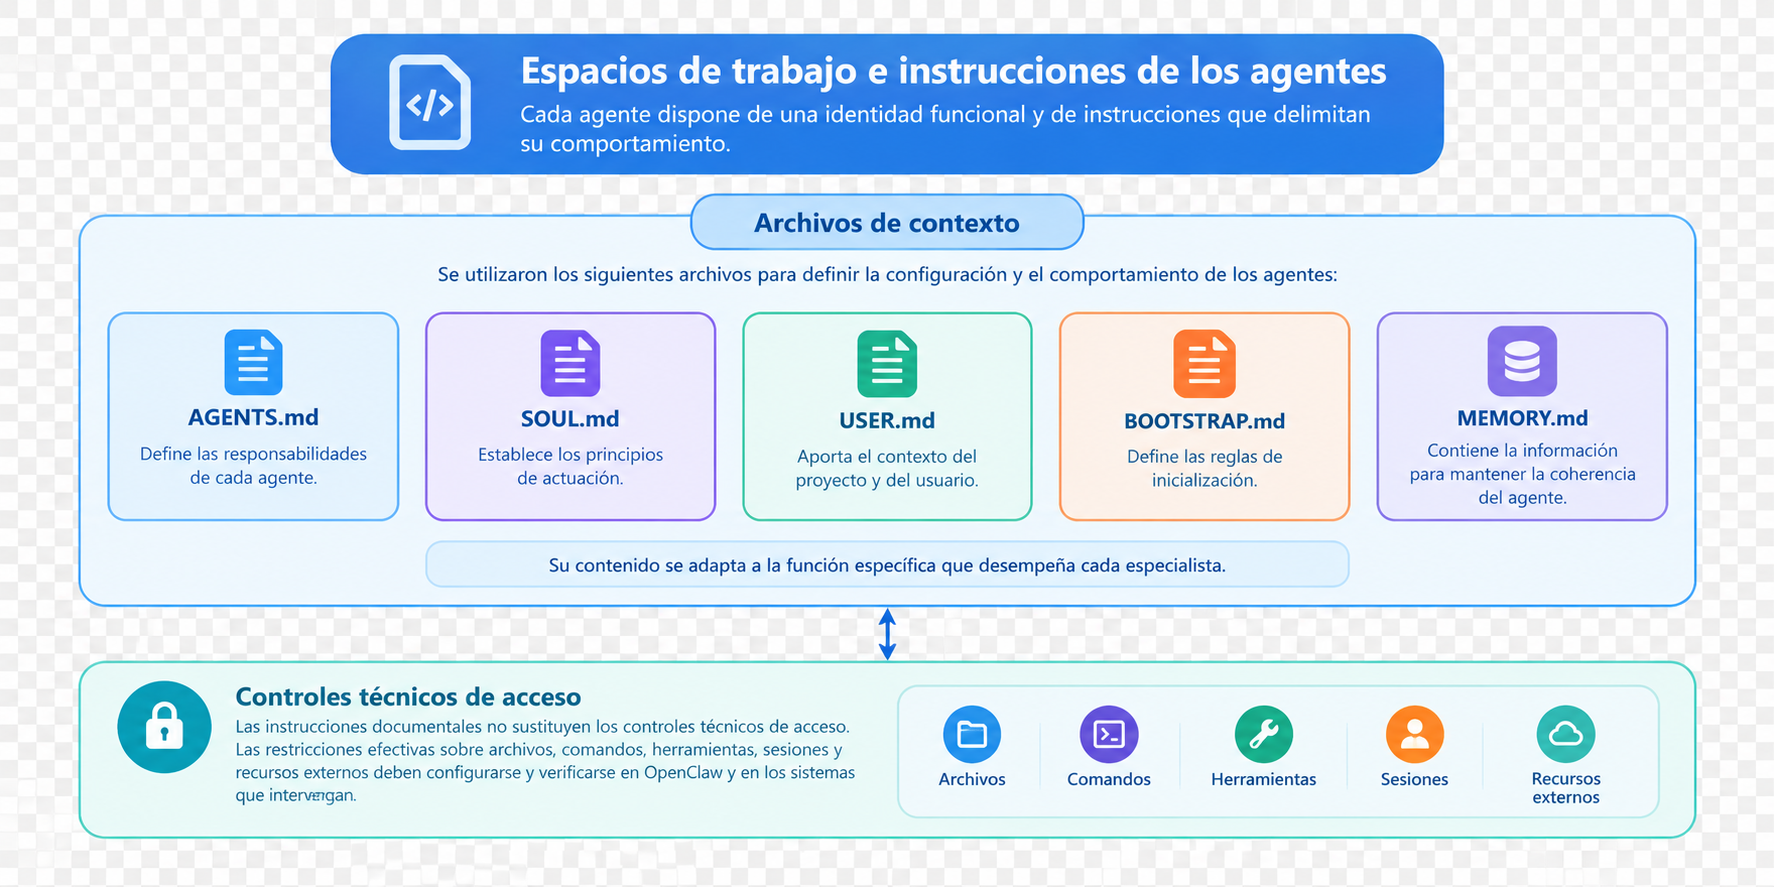 Espacios de trabajo e instrucciones de los agentes
Cada agente dispone de una identidad funcional y de instrucciones que delimitan
su comportamiento.
Archivos de contexto
Se utilizaron los siguientes archivos para definir la configuración y el comportamiento de los agentes:
AGENTS.md
Define las responsabilidades
de cada agente.
SOUL.md
Establece los principios
de actuación.
USER.md
Aporta el contexto del
proyecto y del usuario.
BOOTSTRAP.md
Define las reglas de
inicialización.
MEMORY.md
Contiene la información
para mantener la coherencia
del agente.
Su contenido se adapta a la función específica que desempeña cada especialista.
Controles técnicos de acceso
Las instrucciones documentales no sustituyen los controles técnicos de acceso.
Las restricciones efectivas sobre archivos, comandos, herramientas, sesiones y
recursos externos deben configurarse y verificarse en OpenClaw y en los sistemas
que
Archivos
Comandos
Herramientas
Sesiones
Recursos
externos